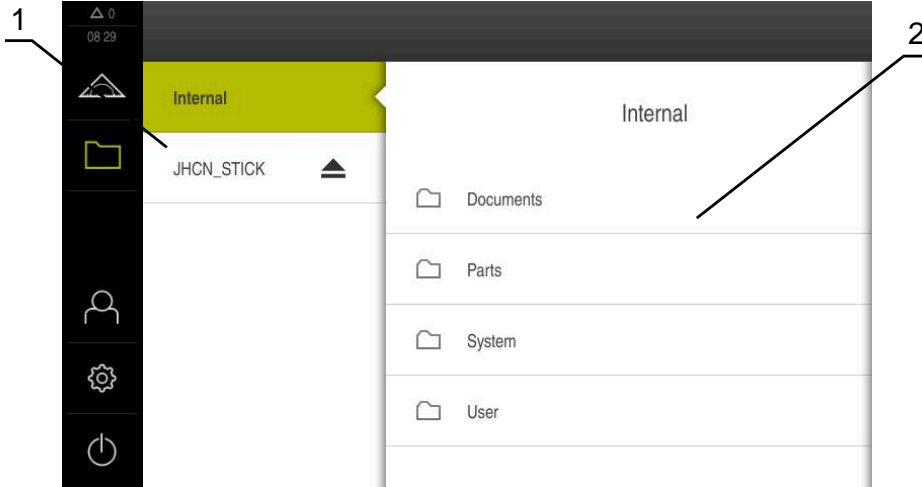 1
0
08 29
2
Internal
Internal
JHCN_STICK
Documents
Parts
System
User